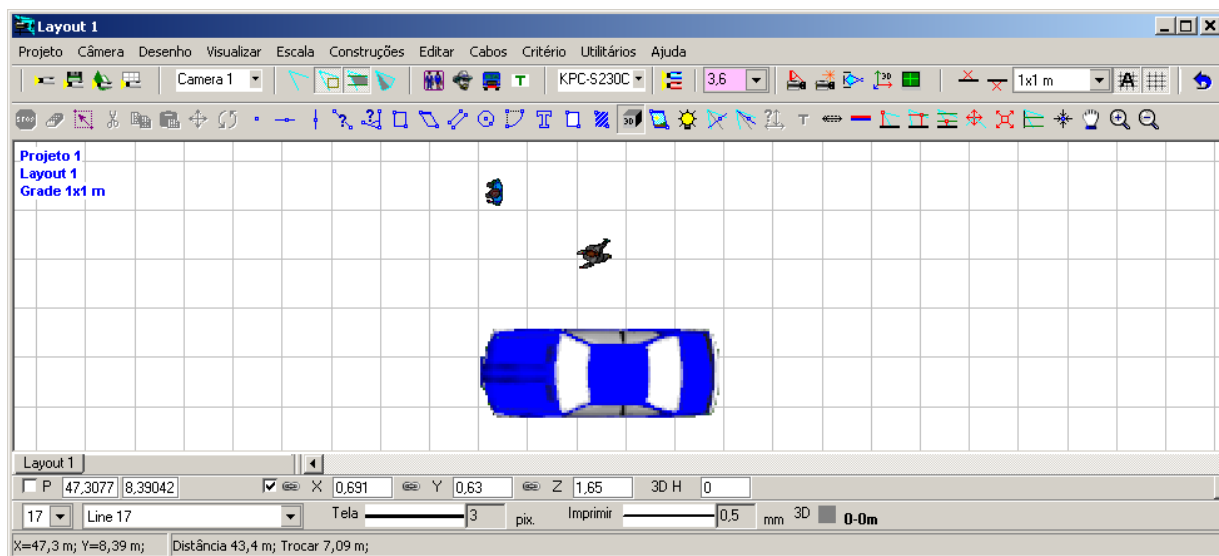 Layout 1
Projeto Câmera Desenho Visualizar Escala Construções Editar Cabos Critério Utilitários Ajuda
Camera 1 T KPC-S230C 3,6 1x1 m A
STOP 3D T
Projeto 1
Layout 1
Grade 1x1 m
Layout 1
P 47,3077 8,39042 X 0,691 Y 0,63 Z 1,65 3D H 0
17 Line 17 Tela 3 pix. Imprimir 0,5 mm 3D 0-0m
X=47,3 m; Y=8,39 m; Distância 43,4 m; Trocar 7,09 m;